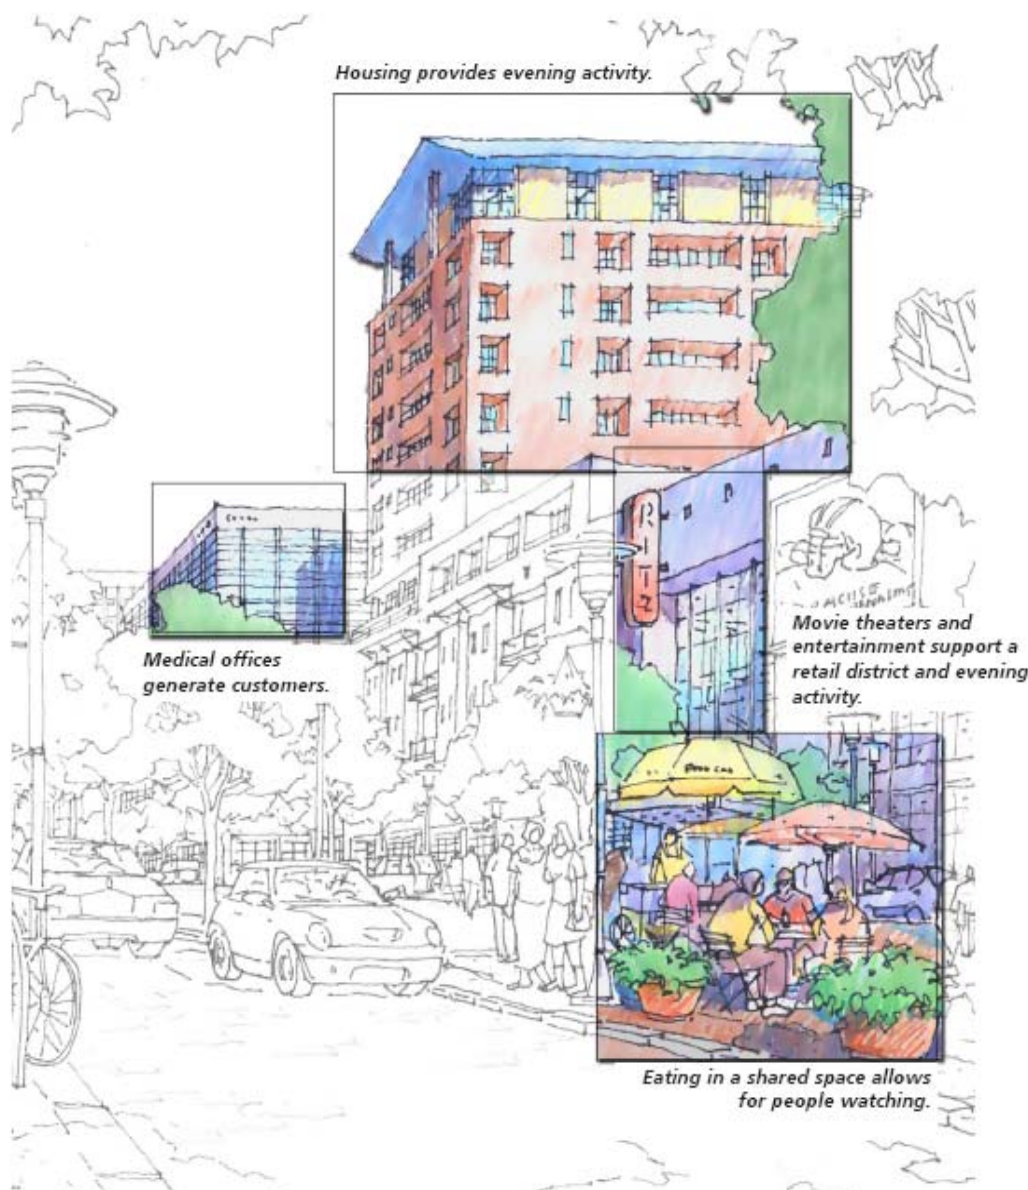 Housing provides evening activity.
RITZ
Medical offices
generate customers.
Movie theaters and
entertainment support a
retail district and evening
activity.
Eating in a shared space allows
for people watching.